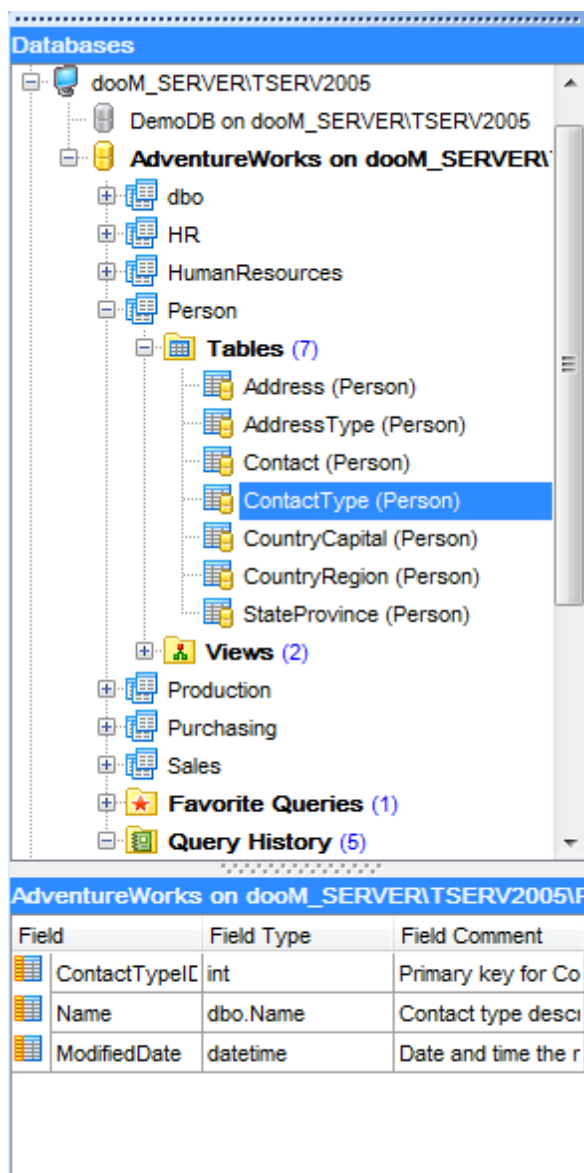 Databases
dooM_SERVER\TSERV2005
DemoDB on dooM_SERVER\TSERV2005
AdventureWorks on dooM_SERVER\
dbo
HR
HumanResources
Person
Tables (7)
Address (Person)
AddressType (Person)
Contact (Person)
ContactType (Person)
CountryCapital (Person)
CountryRegion (Person)
StateProvince (Person)
Views (2)
Production
Purchasing
Sales
Favorite Queries (1)
Query History (5)
AdventureWorks on dooM_SERVER\TSERV2005\
Field Field Type Field Comment
ContactTypeID int Primary key for Co
Name dbo.Name Contact type desc
ModifiedDate datetime Date and time the r